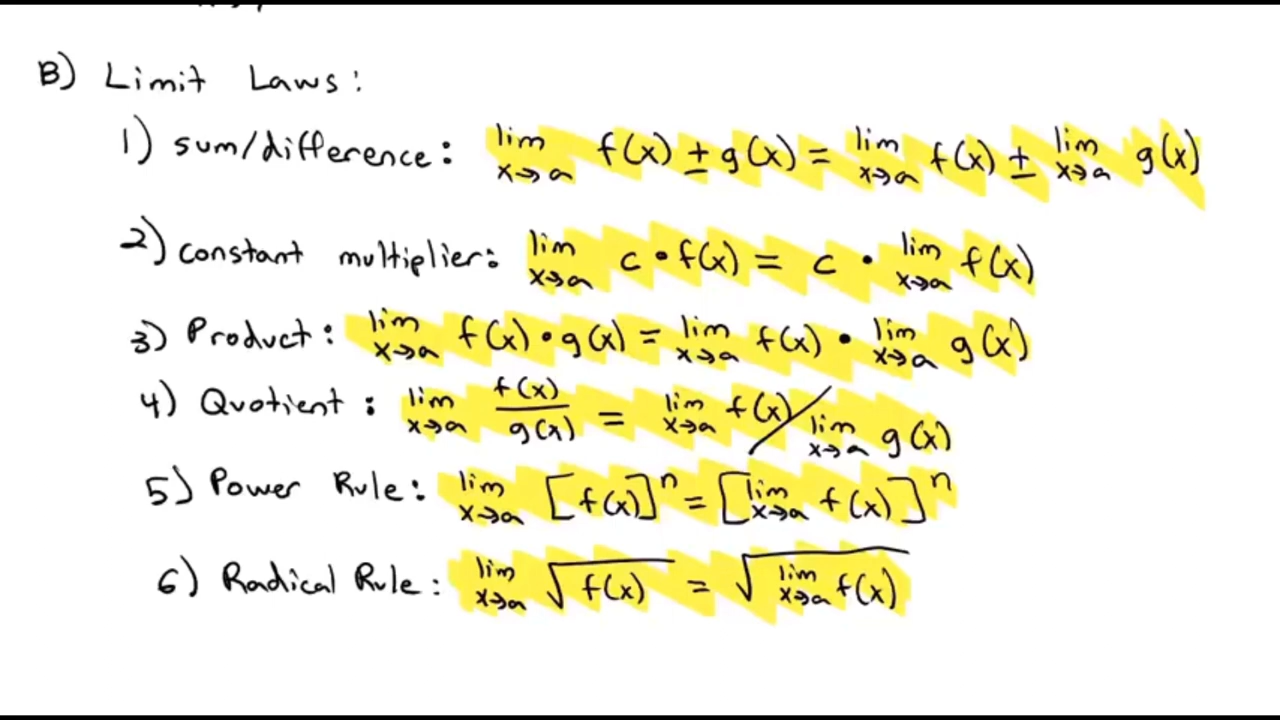 B) Limit Laws:
1) sum/difference: lim x→a f(x) ± g(x) = lim x→a f(x) ± lim x→a g(x)
2) constant multiplier: lim x→a c • f(x) = c • lim x→a f(x)
3) Product: lim x→a f(x) • g(x) = lim x→a f(x) • lim x→a g(x)
4) Quotient: lim x→a f(x)/g(x) = lim x→a f(x) / lim x→a g(x)
5) Power Rule: lim x→a [f(x)]^n = [lim x→a f(x)]^n
6) Radical Rule: lim x→a √f(x) = √lim x→a f(x)